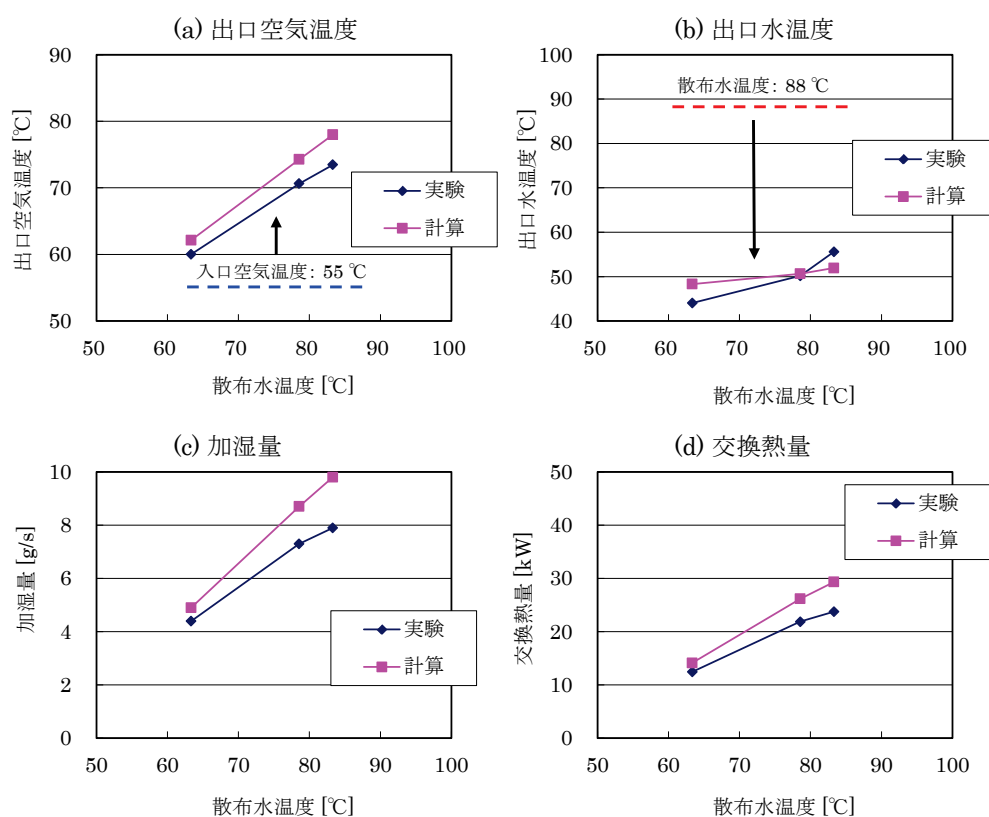 (a) 出口空気温度
90
80
70
60
50
出口空気温度 [℃]
実験
計算
入口空気温度: 55 ℃
50 60 70 80 90 100
散布水温度 [℃]
(b) 出口水温度
100
90
80
70
60
50
40
出口水温度 [℃]
散布水温度: 88 ℃
実験
計算
50 60 70 80 90 100
散布水温度 [℃]
(c) 加湿量
10
8
6
4
2
0
加湿量 [g/s]
実験
計算
50 60 70 80 90 100
散布水温度 [℃]
(d) 交換熱量
50
40
30
20
10
0
交換熱量 [kW]
実験
計算
50 60 70 80 90 100
散布水温度 [℃]